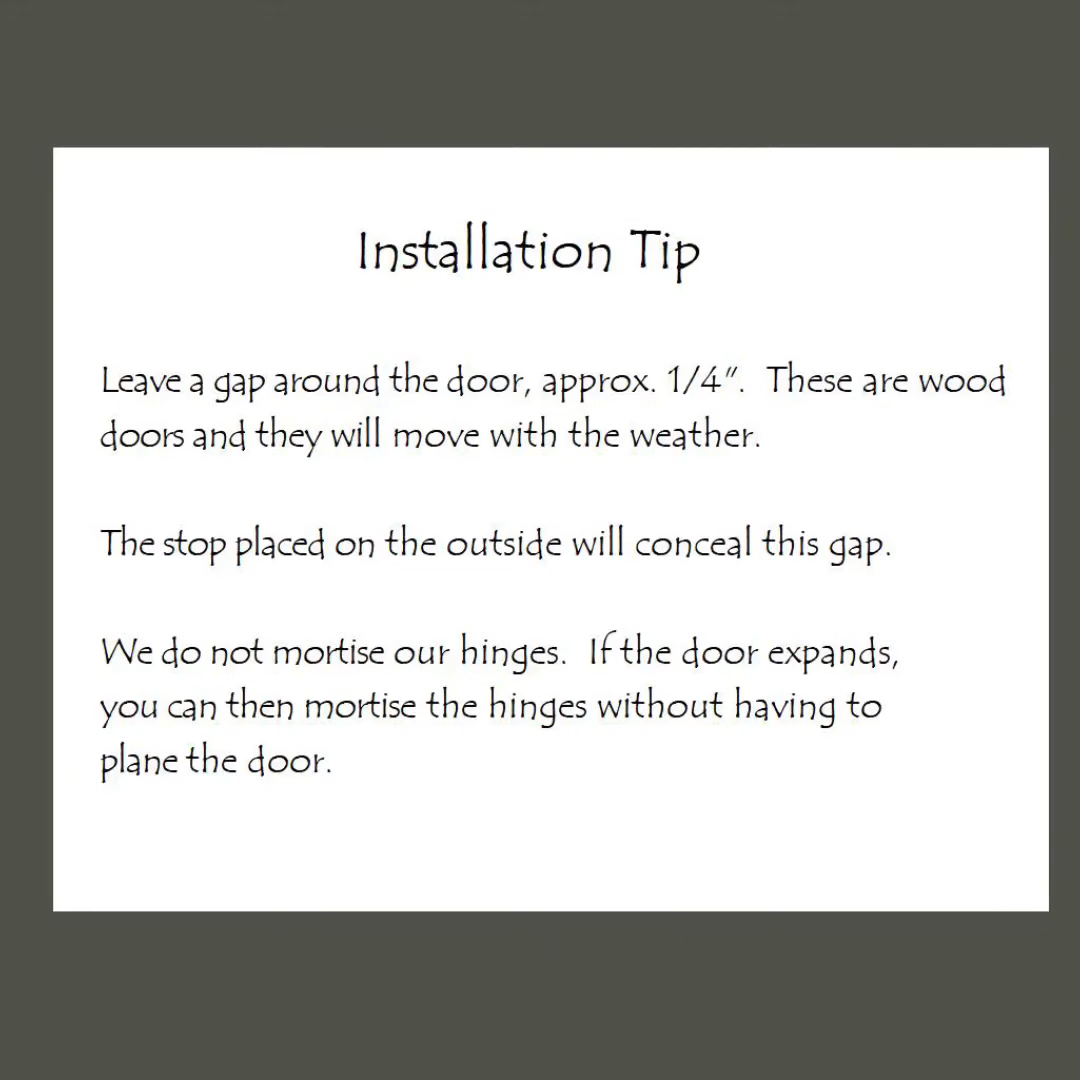 Installation Tip
Leave a gap around the door, approx. 1/4". These are wood
doors and they will move with the weather.
The stop placed on the outside will conceal this gap.
We do not mortise our hinges. If the door expands,
you can then mortise the hinges without having to
plane the door.